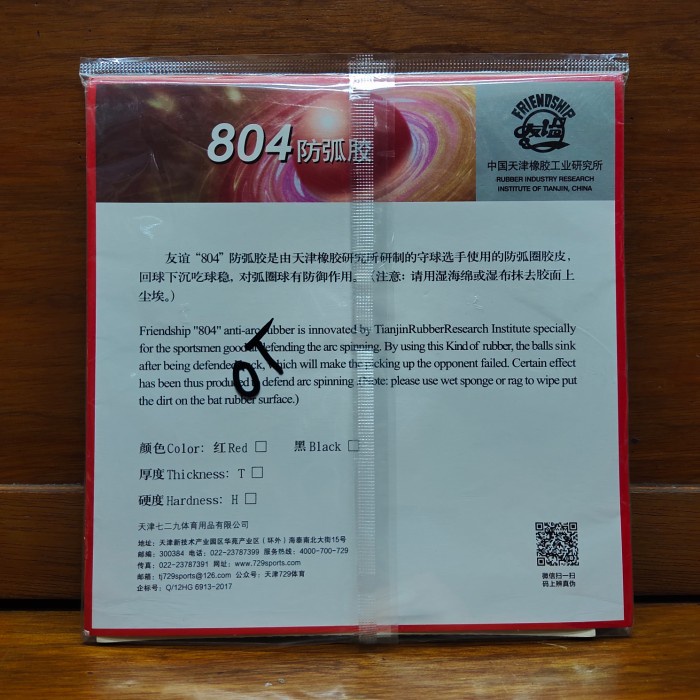 804防弧胶
FRIENDSHIP
友谊
中国天津橡胶工业研究所
RUBBER INDUSTRY RESEARCH
INSTITUTE OF TIANJIN, CHINA
友谊“804”防弧胶是由天津橡胶研究所研制的守球选手使用的防弧圈胶皮，
回球下沉吃球稳，对弧圈球有防御作用。（注意：请用湿海绵或湿布抹去胶面上
尘埃。）
Friendship "804" anti-arc rubber is innovated by TianjinRubberResearch Institute specially
for the sportsmen good at defending the arc spinning. By using this Kind of rubber, the balls sink
after being defended back, which will make the picking up the opponent failed. Certain effect
has been thus produced to defend arc spinning.(Note: please use wet sponge or rag to wipe put
the dirt on the bat rubber surface.)
OT
颜色Color: 红Red □ 黑Black □
厚度Thickness: T □
硬度Hardness: H □
天津七二九体育用品有限公司
地址：天津新技术产业园区华苑产业区（环外）海泰南北大街15号
邮编：300384 电话：022-23787399 服务热线：4000-700-729
传真：022-23787391 网址：www.729sports.com
邮箱：tj729sports@126.com 公众号：天津729体育
企标号：Q/12HG 6913-2017
微信扫一扫
码上辨真伪